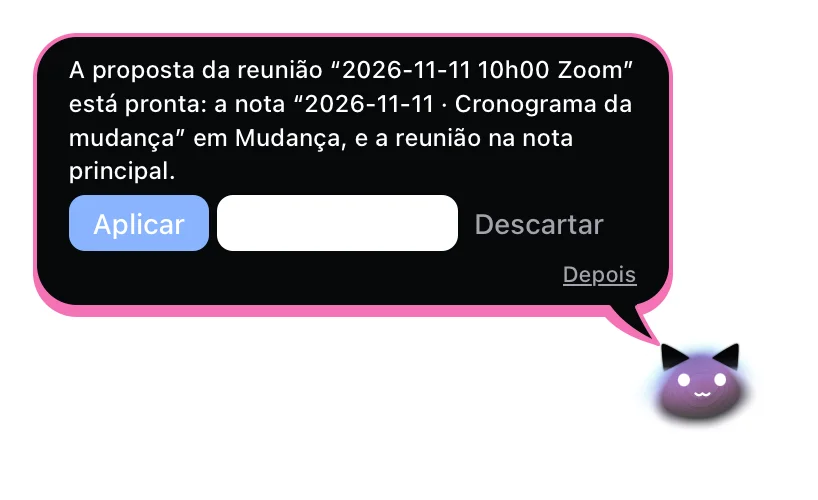 A proposta da reunião “2026-11-11 10h00 Zoom”
está pronta: a nota “2026-11-11 · Cronograma da
mudança” em Mudança, e a reunião na nota
principal.
Aplicar
Descartar
Depois